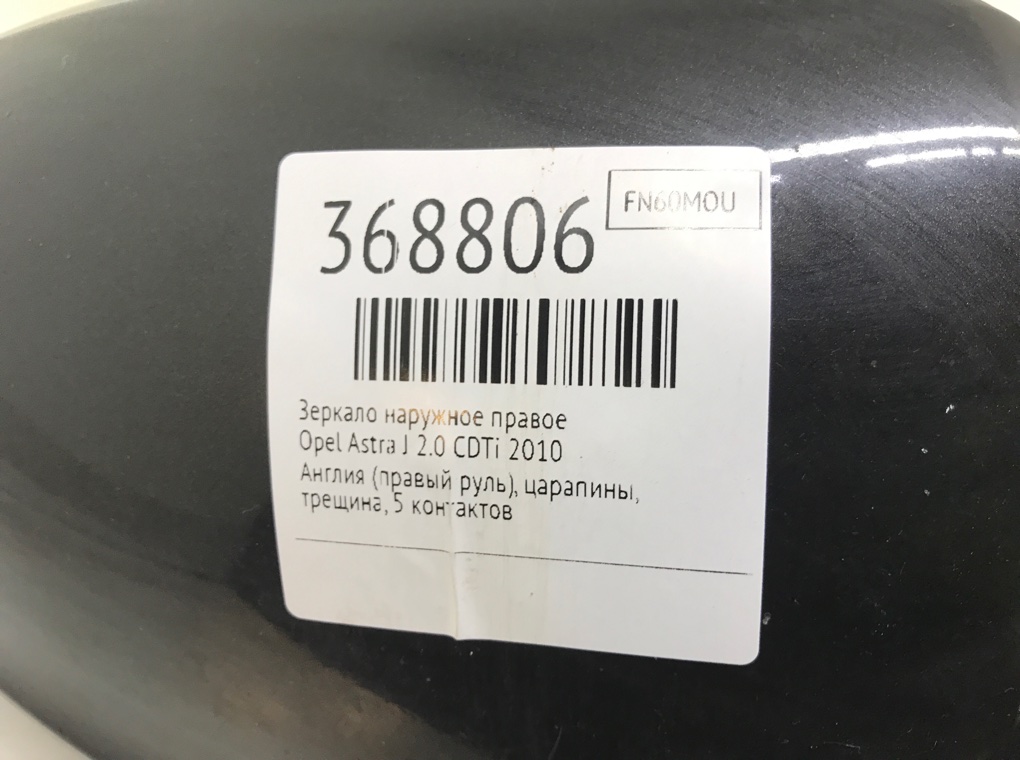 368806
FN60MOU
Зеркало наружное правое
Opel Astra J 2.0 CDTi 2010
Англия (правый руль), царапины,
трещина, 5 контактов